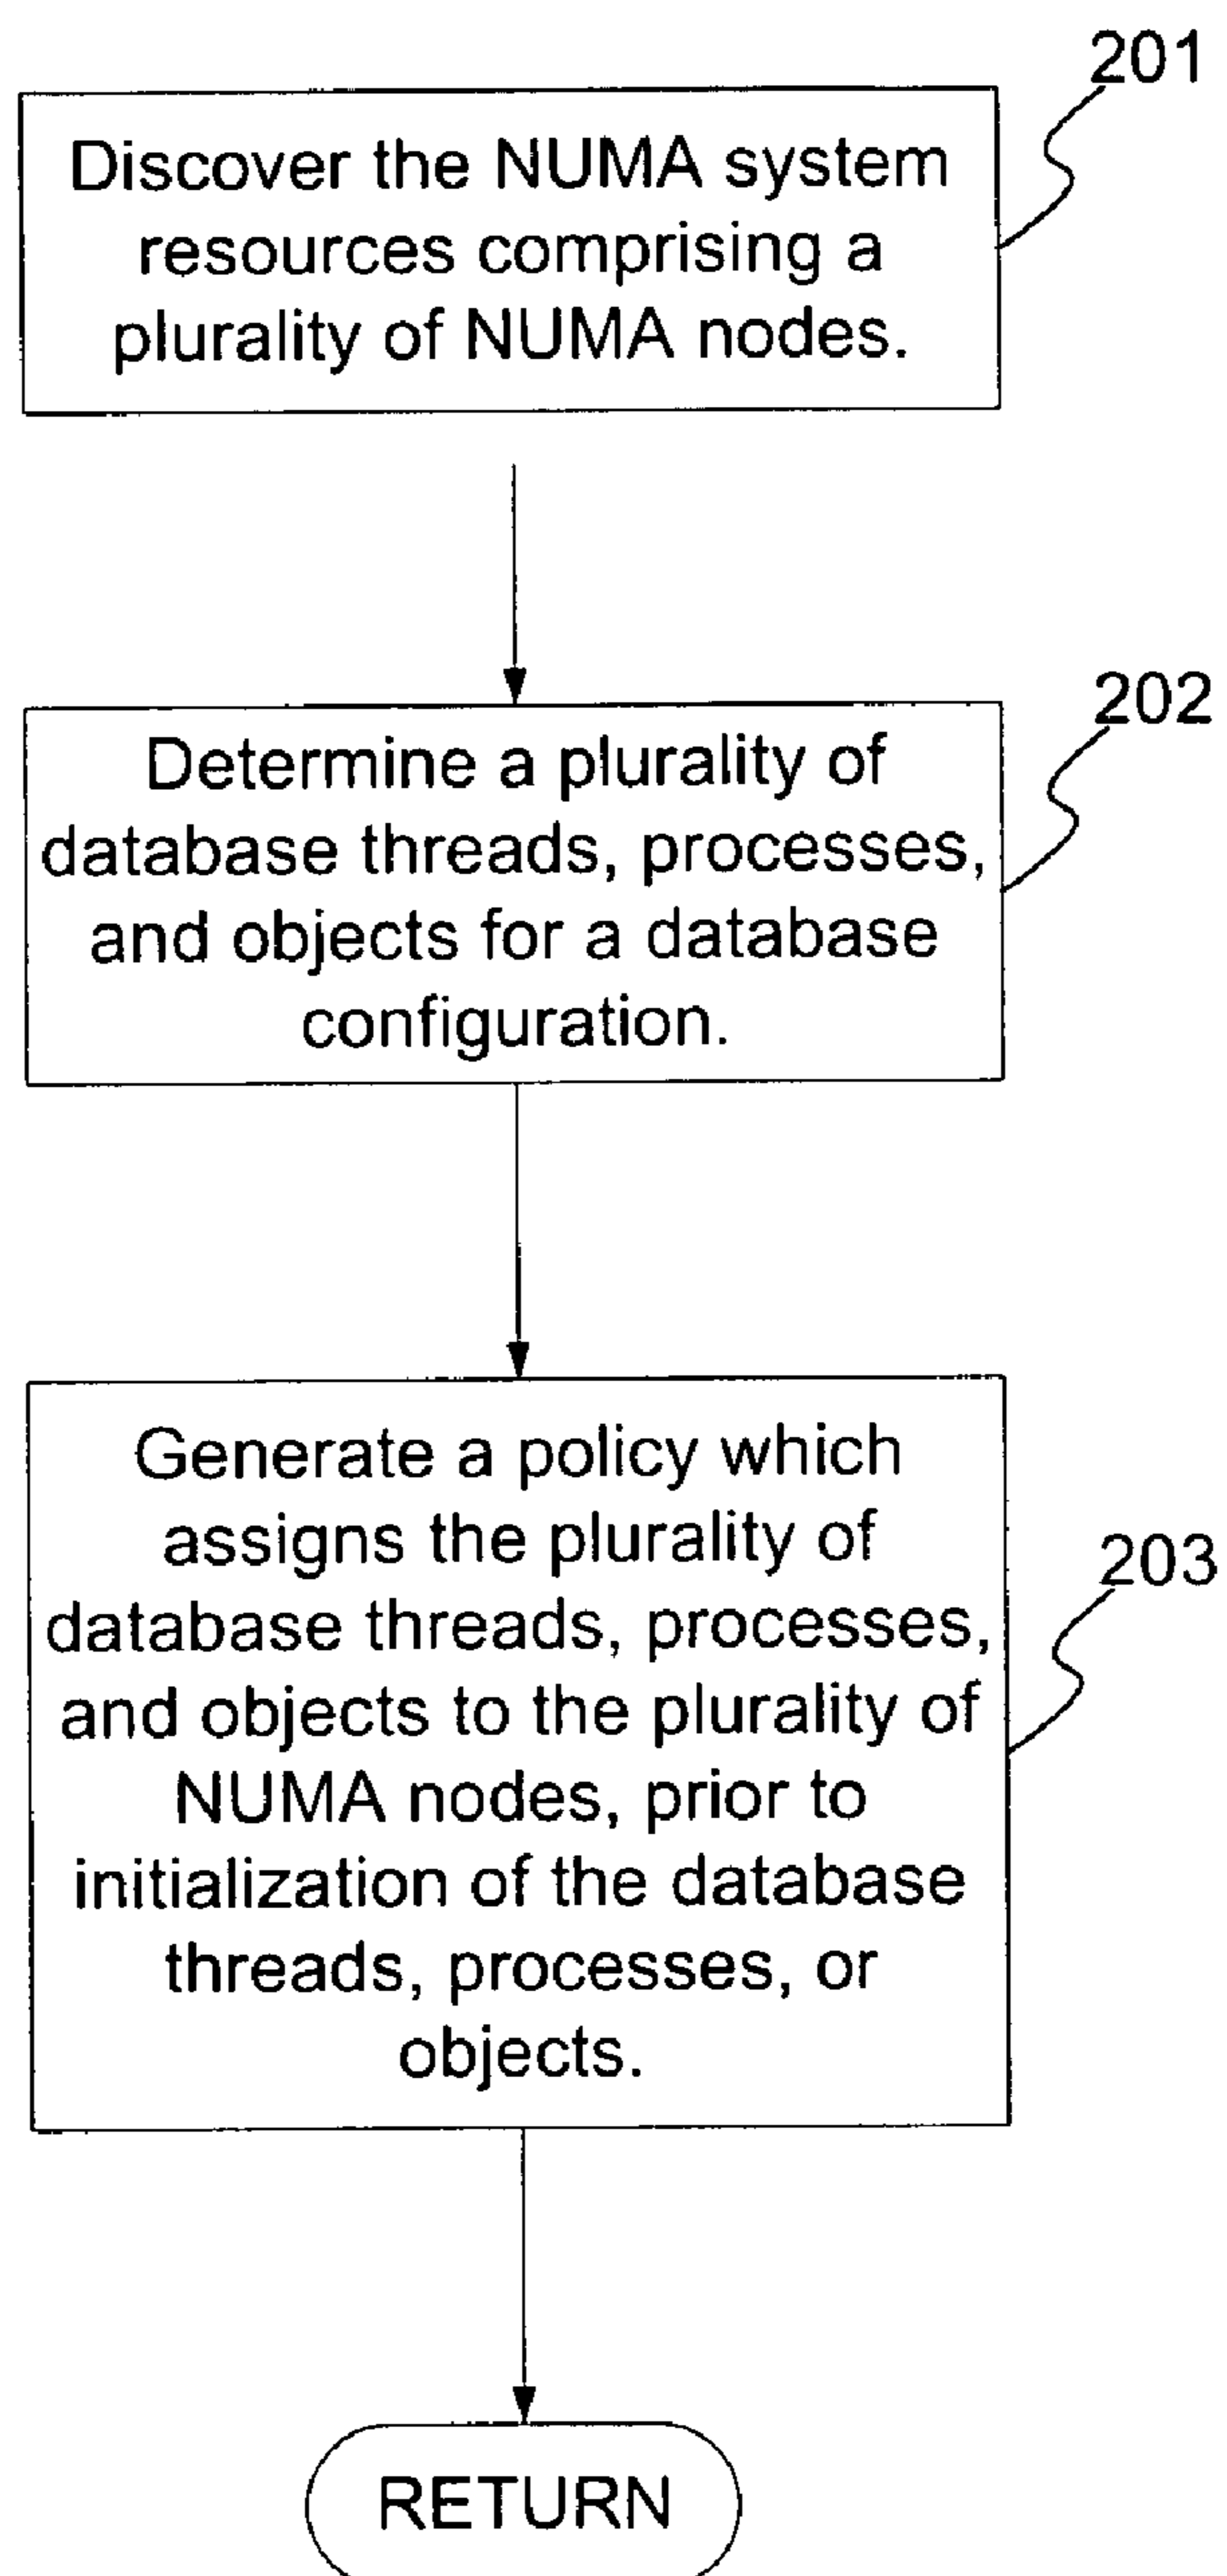 201
Discover the NUMA system
resources comprising a
plurality of NUMA nodes.
202
Determine a plurality of
database threads, processes,
and objects for a database
configuration.
203
Generate a policy which
assigns the plurality of
database threads, processes,
and objects to the plurality of
NUMA nodes, prior to
initialization of the database
threads, processes, or
objects.
RETURN